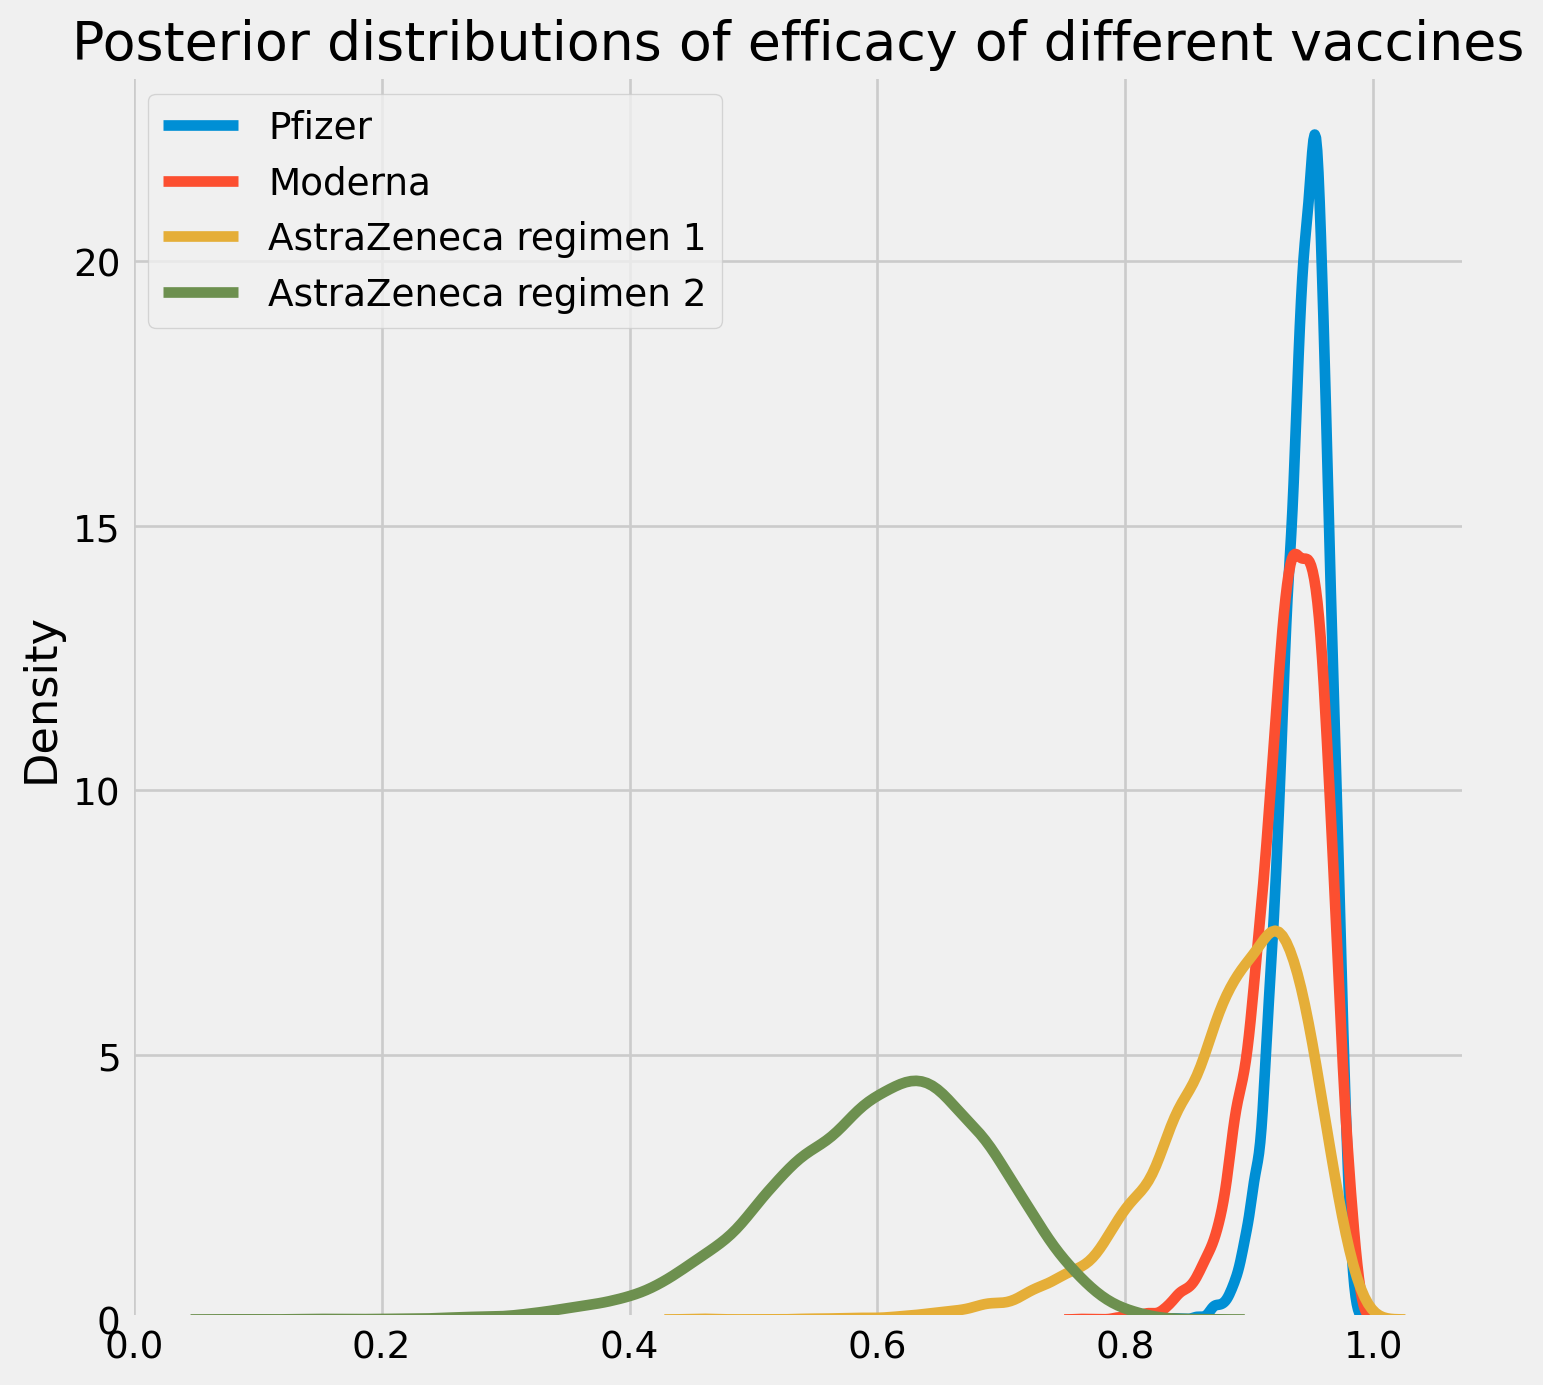 Posterior distributions of efficacy of different vaccines
Pfizer
Moderna
AstraZeneca regimen 1
AstraZeneca regimen 2
Density
20
15
10
5
0
0.0 0.2 0.4 0.6 0.8 1.0